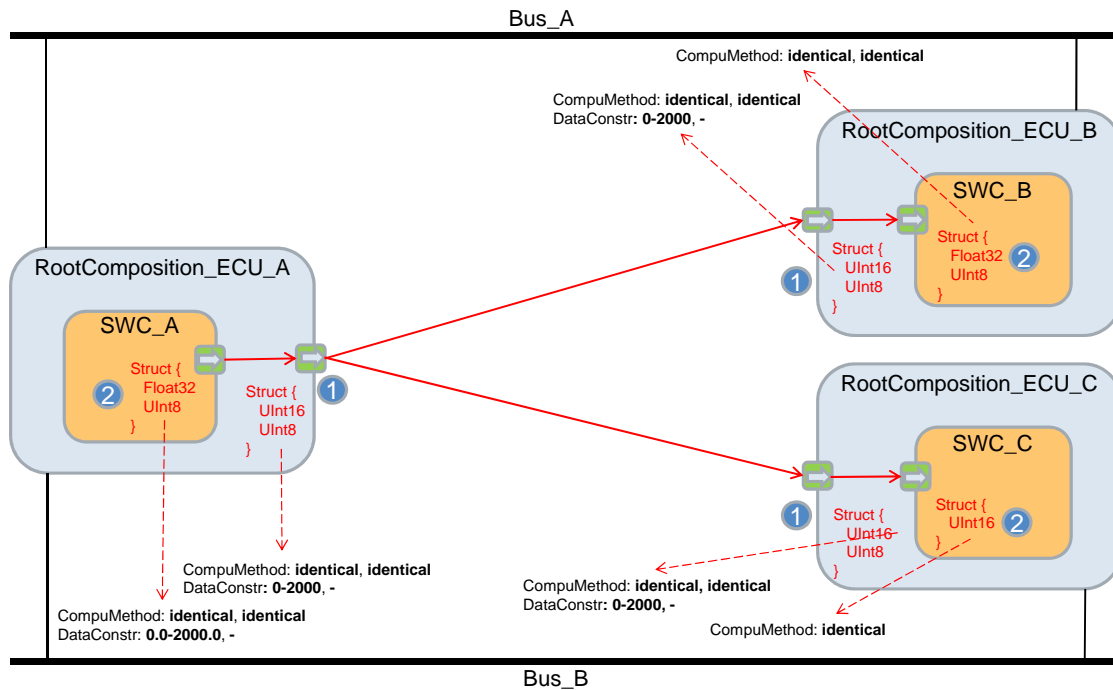 Bus_A
CompuMethod: identical, identical
CompuMethod: identical, identical
DataConstr: 0-2000, -
RootComposition_ECU_B
SWC_B
Struct {
UInt16
UInt8
}
1
Struct {
Float32
UInt8
}
2
RootComposition_ECU_A
SWC_A
Struct {
Float32
UInt8
}
2
Struct {
UInt16
UInt8
}
1
RootComposition_ECU_C
SWC_C
Struct {
UInt16
UInt8
}
1
Struct {
UInt16
}
2
CompuMethod: identical, identical
DataConstr: 0-2000, -
CompuMethod: identical, identical
DataConstr: 0.0-2000.0, -
CompuMethod: identical, identical
DataConstr: 0-2000, -
CompuMethod: identical
Bus_B